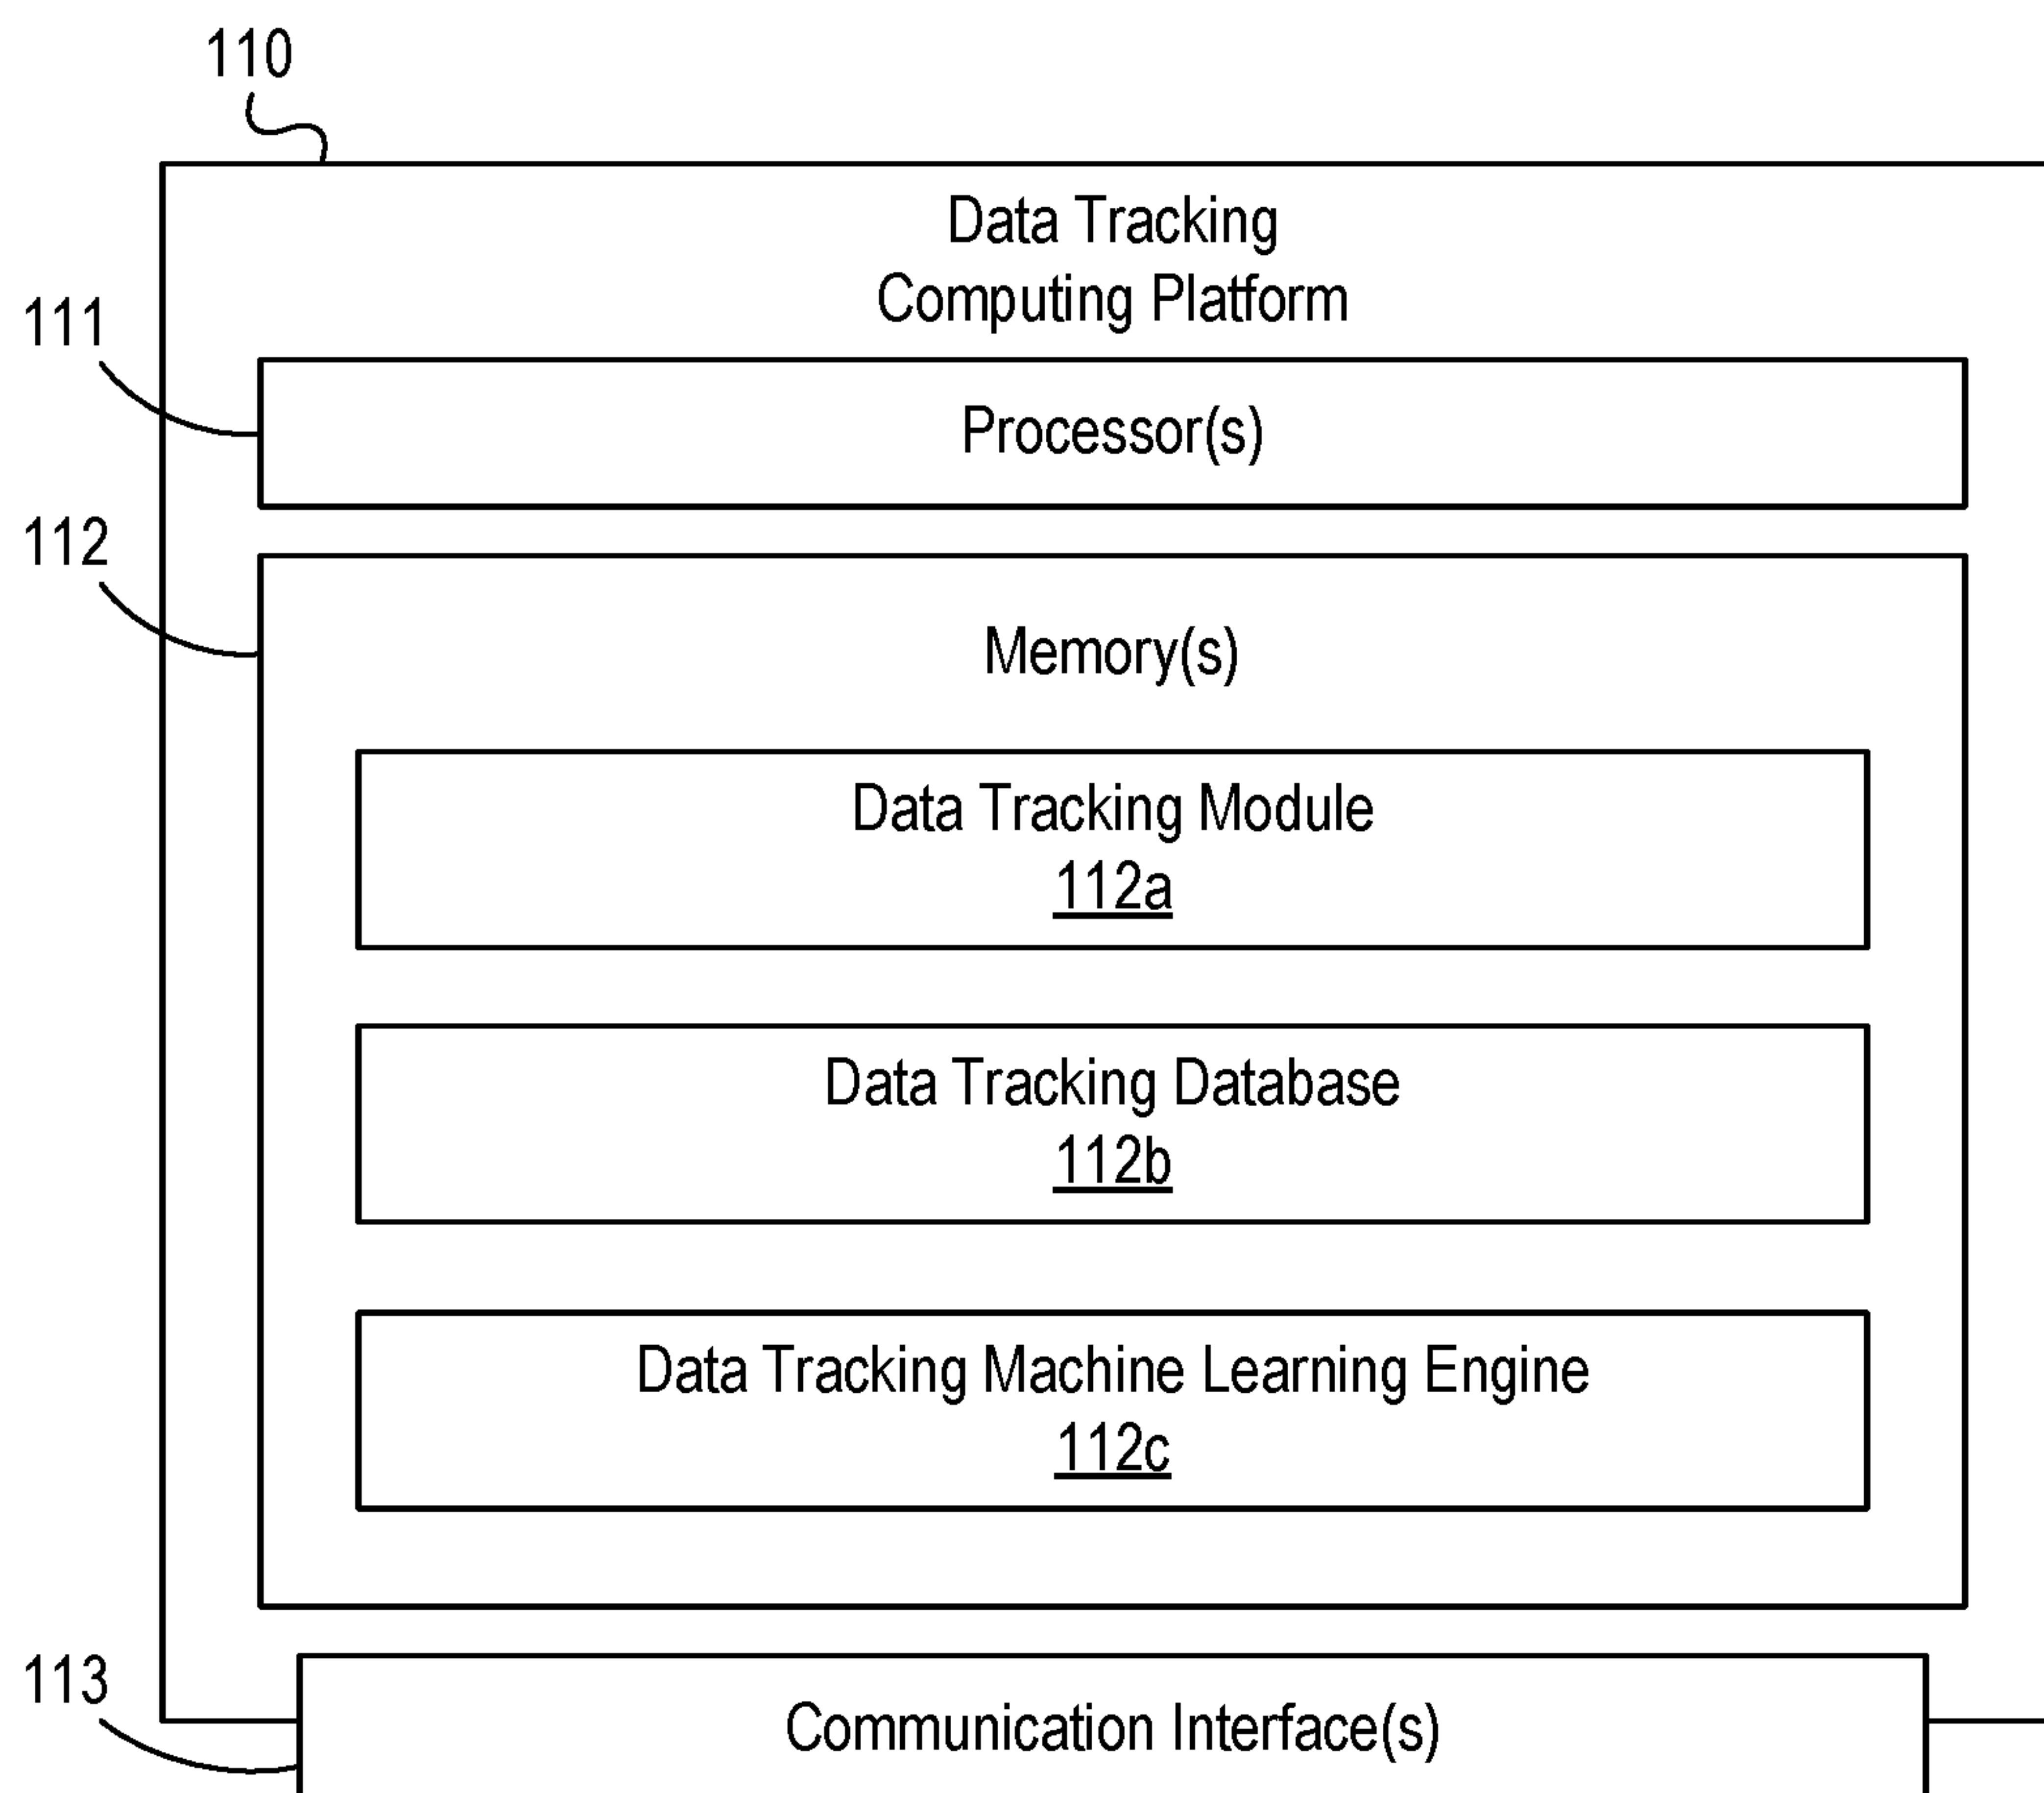 110
Data Tracking
Computing Platform
111
Processor(s)
112
Memory(s)
Data Tracking Module
112a
Data Tracking Database
112b
Data Tracking Machine Learning Engine
112c
113
Communication Interface(s)